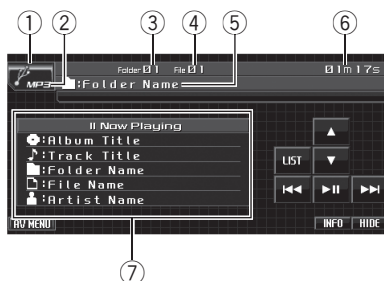 ① ② ③ ④ ⑤ ⑥
Folder 01 File 01 01m17s
MP3 :Folder Name
II Now Playing
:Album Title
:Track Title
:Folder Name
:File Name
:Artist Name
LIST
AV MENU INFO HIDE
⑦